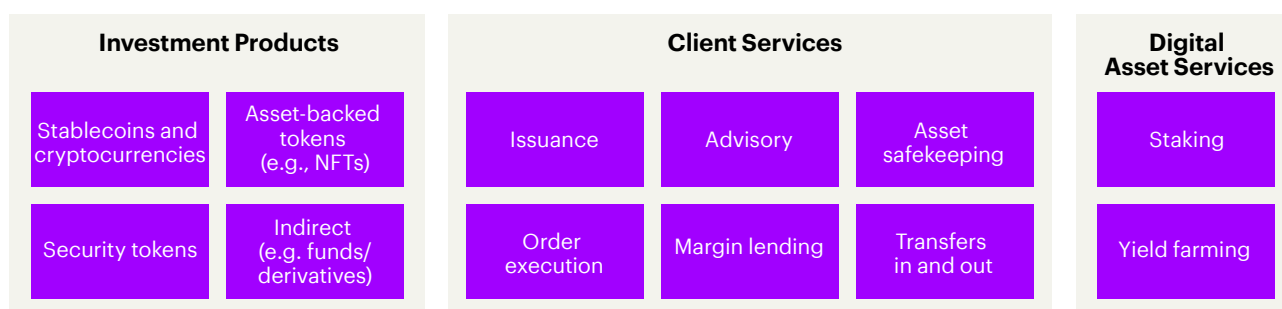 Investment Products
Stablecoins and
cryptocurrencies
Asset-backed
tokens
(e.g., NFTs)
Security tokens
Indirect
(e.g. funds/
derivatives)
Client Services
Issuance
Advisory
Asset
safekeeping
Order
execution
Margin lending
Transfers
in and out
Digital
Asset Services
Staking
Yield farming